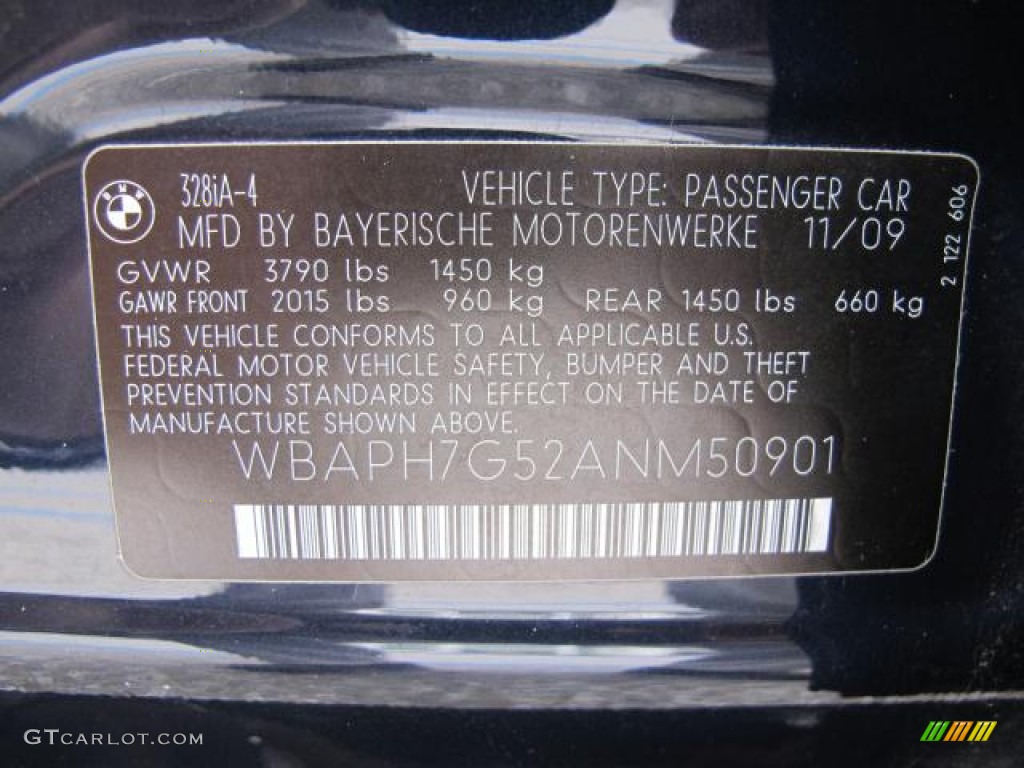 328iA-4 VEHICLE TYPE: PASSENGER CAR
MFD BY BAYERISCHE MOTORENWERKE 11/09
GVWR 3790 lbs 1450 kg
GAWR FRONT 2015 lbs 960 kg REAR 1450 lbs 660 kg
THIS VEHICLE CONFORMS TO ALL APPLICABLE U.S.
FEDERAL MOTOR VEHICLE SAFETY, BUMPER AND THEFT
PREVENTION STANDARDS IN EFFECT ON THE DATE OF
MANUFACTURE SHOWN ABOVE.
WBAPH7G52ANM50901
2 122 606
BMW
GTCARLOT.COM